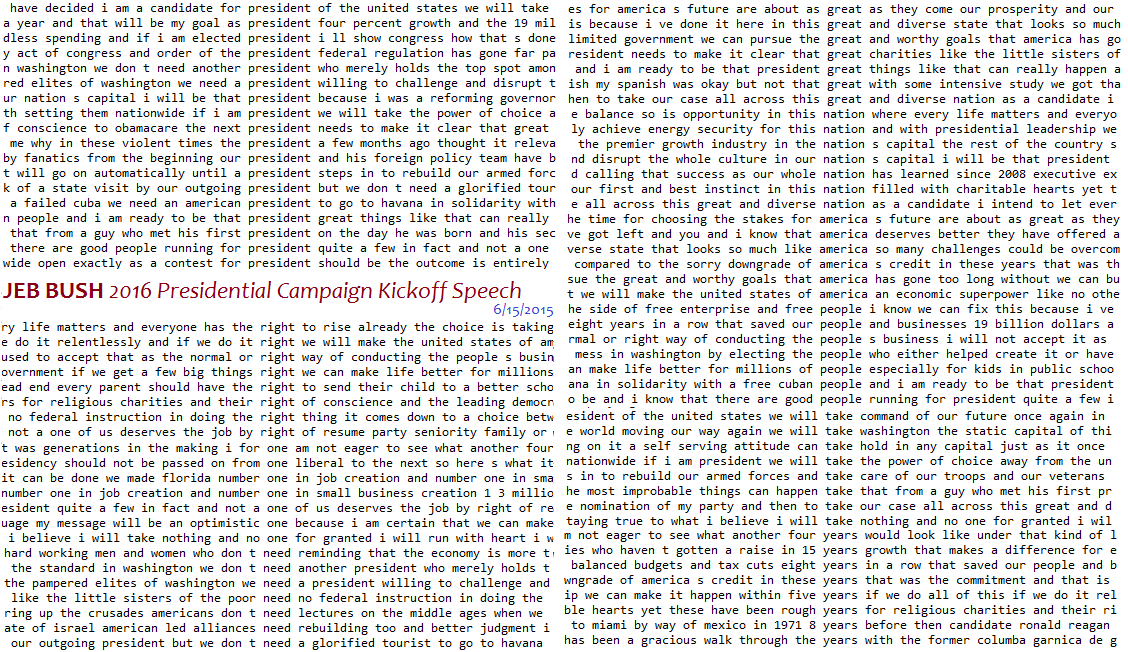 have decided i am a candidate for president of the united states we will take
a year and that will be my goal as president four percent growth and the 19 mil
dless spending and if i am elected president i ll show congress how that s done
y act of congress and order of the president federal regulation has gone far pa
n washington we don t need another president who merely holds the top spot amon
red elites of washington we need a president willing to challenge and disrupt t
ur nation s capital i will be that president because i was a reforming governor
th setting them nationwide if i am president we will take the power of choice a
f conscience to obamacare the next president needs to make it clear that great
me why in these violent times the president a few months ago thought it releva
by fanatics from the beginning our president and his foreign policy team have b
t will go on automatically until a president steps in to rebuild our armed forc
k of a state visit by our outgoing president but we don t need a glorified tour
a failed cuba we need an american president to go to havana in solidarity with
n people and i am ready to be that president great things like that can really
that from a guy who met his first president on the day he was born and his sec
there are good people running for president quite a few in fact and not a one
wide open exactly as a contest for president should be the outcome is entirely
JEB BUSH 2016 Presidential Campaign Kickoff Speech
6/15/2015
ry life matters and everyone has the right to rise already the choice is taking
e do it relentlessly and if we do it right we will make the united states of am
used to accept that as the normal or right way of conducting the people s busin
overnment if we get a few big things right we can make life better for millions
ead end every parent should have the right to send their child to a better scho
rs for religious charities and their right of conscience and the leading democr
no federal instruction in doing the right thing it comes down to a choice betw
not a one of us deserves the job by right of resume party seniority family or
t was generations in the making i for one am not eager to see what another four
esidency should not be passed on from one liberal to the next so here s what it
it can be done we made florida number one in job creation and number one in sma
number one in job creation and number one in small business creation 1 3 millio
esident quite a few in fact and not a one of us deserves the job by right of re
uage my message will be an optimistic one because i am certain that we can make
i believe i will take nothing and no one for granted i will run with heart i w
hard working men and women who don t need reminding that the economy is more t
the standard in washington we don t need another president who merely holds t
the pampered elites of washington we need a president willing to challenge and
like the little sisters of the poor need no federal instruction in doing the
ring up the crusades americans don t need lectures on the middle ages when we
ate of israel american led alliances need rebuilding too and better judgment i
our outgoing president but we don t need a glorified tourist to go to havana
es for america s future are about as great as they come our prosperity and our
is because i ve done it here in this great and diverse state that looks so much
limited government we can pursue the great and worthy goals that america has go
resident needs to make it clear that great charities like the little sisters of
and i am ready to be that president great things like that can really happen a
ish my spanish was okay but not that great with some intensive study we got tha
hen to take our case all across this great and diverse nation as a candidate i
e balance so is opportunity in this nation where every life matters and everyo
ly achieve energy security for this nation and with presidential leadership we
the premier growth industry in the nation s capital the rest of the country s
nd disrupt the whole culture in our nation s capital i will be that president
d calling that success as our whole nation has learned since 2008 executive ex
our first and best instinct in this nation filled with charitable hearts yet t
e all across this great and diverse nation as a candidate i intend to let ever
he time for choosing the stakes for america s future are about as great as they
ve got left and you and i know that america deserves better they have offered a
verse state that looks so much like america so many challenges could be overcom
compared to the sorry downgrade of america s credit in these years that was th
sue the great and worthy goals that america has gone too long without we can bu
t we will make the united states of america an economic superpower like no othe
he side of free enterprise and free people i know we can fix this because i ve
eight years in a row that saved our people and businesses 19 billion dollars a
rmal or right way of conducting the people s business i will not accept it as
mess in washington by electing the people who either helped create it or have
an make life better for millions of people especially for kids in public schoo
ana in solidarity with a free cuban people and i am ready to be that president
o be and i know that there are good people running for president quite a few i
esident of the united states we will take command of our future once again in
e world moving our way again we will take washington the static capital of thi
ng on it a self serving attitude can take hold in any capital just as it once
nationwide if i am president we will take the power of choice away from the un
s in to rebuild our armed forces and take care of our troops and our veterans
he most improbable things can happen take that from a guy who met his first pr
e nomination of my party and then to take our case all across this great and d
taying true to what i believe i will take nothing and no one for granted i wil
m not eager to see what another four years would look like under that kind of l
ies who haven t gotten a raise in 15 years growth that makes a difference for e
balanced budgets and tax cuts eight years in a row that saved our people and b
wngrade of america s credit in these years that was the commitment and that is
ip we can make it happen within five years if we do all of this if we do it rel
ble hearts yet these have been rough years for religious charities and their ri
to miami by way of mexico in 1971 8 years before then candidate ronald reagan
has been a gracious walk through the years with the former columba garnica de g